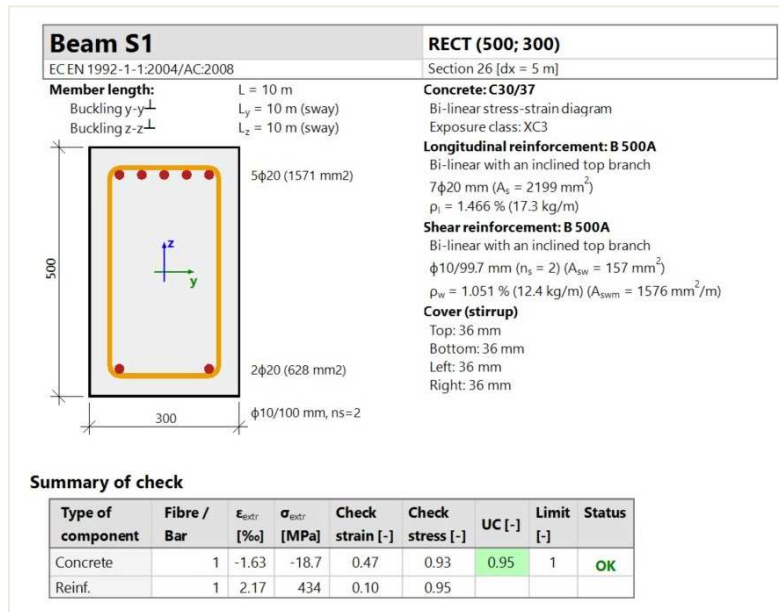 Beam S1
RECT (500; 300)
EC EN 1992-1-1:2004/AC:2008
Section 26 [dx = 5 m]
Member length:
L = 10 m
Buckling y-y┴
Ly = 10 m (sway)
Buckling z-z┴
Lz = 10 m (sway)
5ϕ20 (1571 mm2)
500
z
y
2ϕ20 (628 mm2)
300
ϕ10/100 mm, ns=2
Concrete: C30/37
Bi-linear stress-strain diagram
Exposure class: XC3
Longitudinal reinforcement: B 500A
Bi-linear with an inclined top branch
7ϕ20 mm (As = 2199 mm²)
ρl = 1.466 % (17.3 kg/m)
Shear reinforcement: B 500A
Bi-linear with an inclined top branch
ϕ10/99.7 mm (ns = 2) (Asw = 157 mm²)
ρw = 1.051 % (12.4 kg/m) (Aswm = 1576 mm²/m)
Cover (stirrup)
Top: 36 mm
Bottom: 36 mm
Left: 36 mm
Right: 36 mm
Summary of check
Type of component Fibre / Bar εextr [‰] σextr [MPa] Check strain [-] Check stress [-] UC [-] Limit [-] Status
Concrete 1 -1.63 -18.7 0.47 0.93 0.95 1 OK
Reinf. 1 2.17 434 0.10 0.95